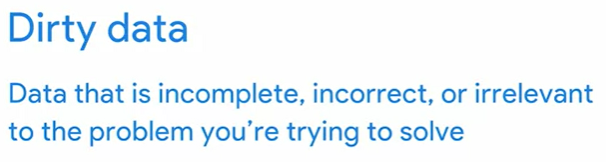 Dirty data
Data that is incomplete, incorrect, or irrelevant
to the problem you're trying to solve